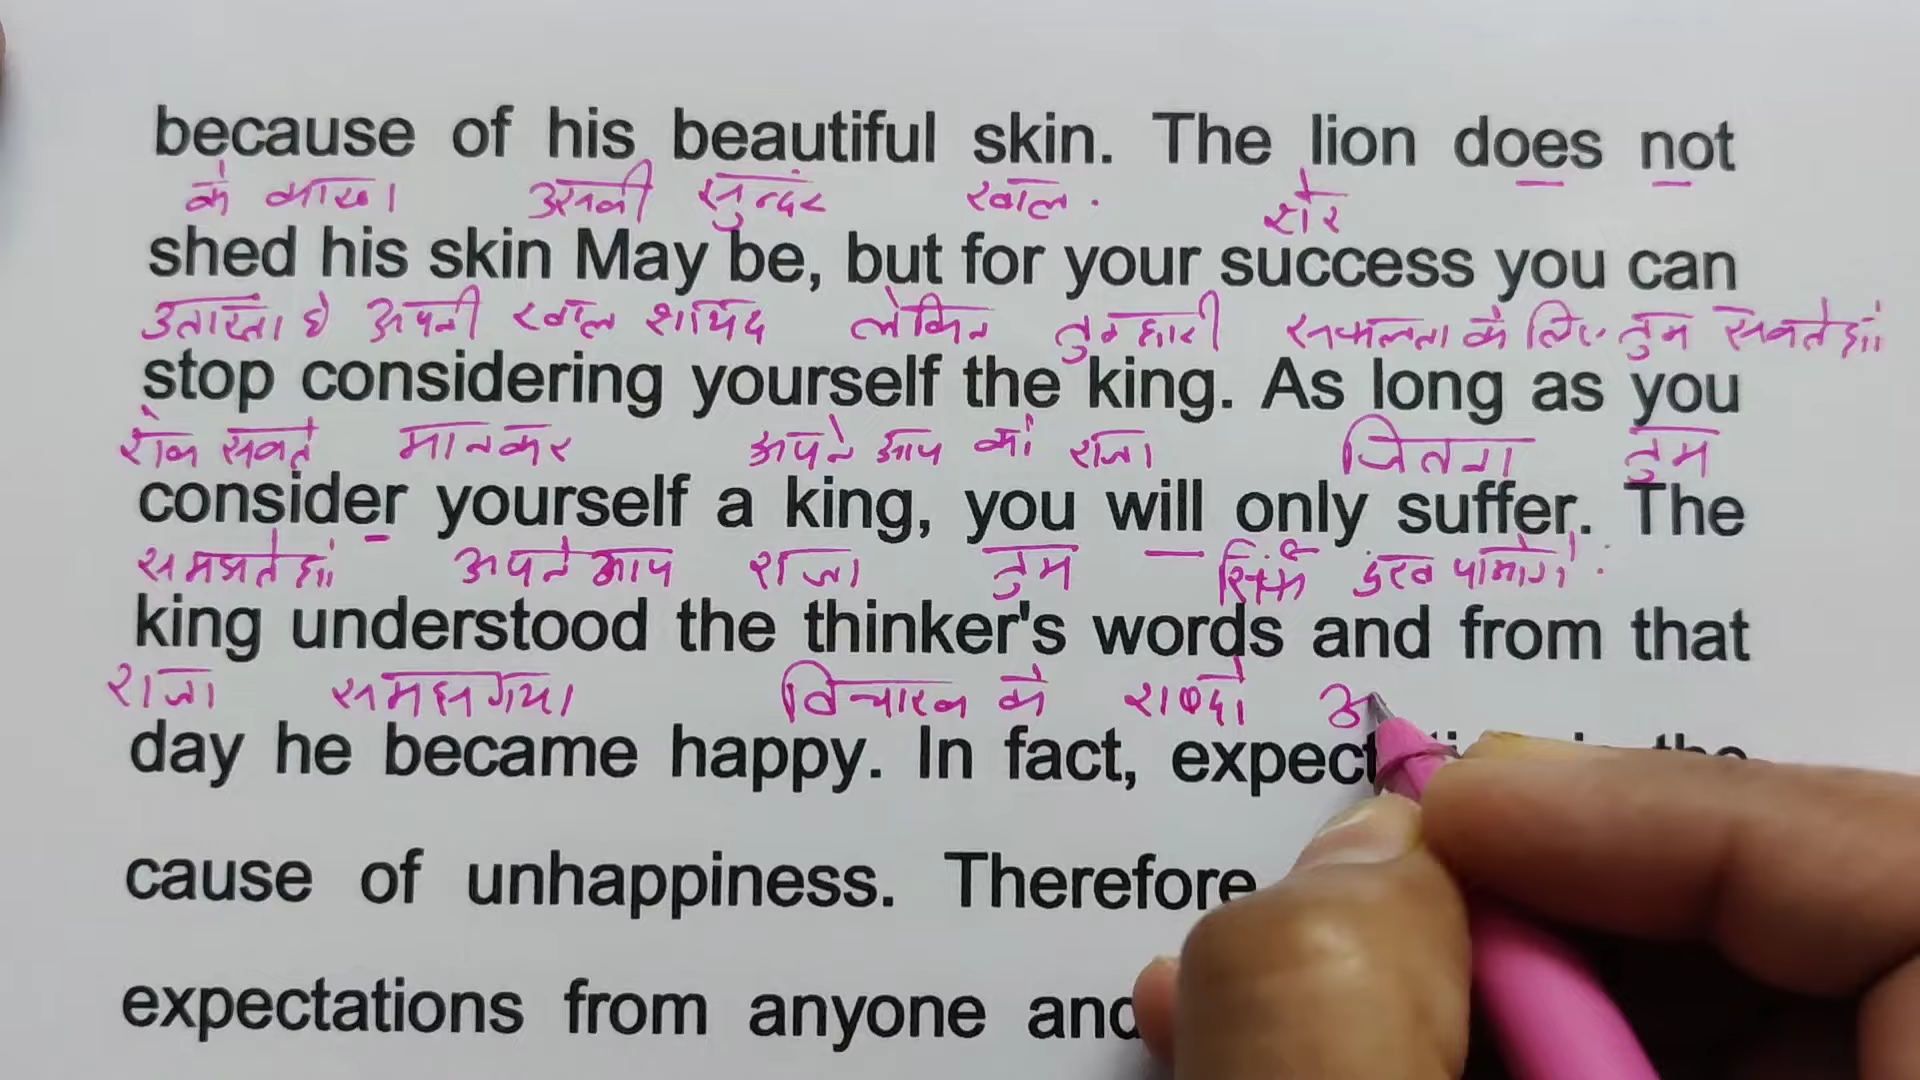 because of his beautiful skin. The lion does not
के कारण उसकी सुन्दर खाल. शेर
shed his skin May be, but for your success you can
उतारता है अपनी खाल शायद लेकिन तुम्हारी सफलता के लिए तुम सकते हो
stop considering yourself the king. As long as you
रोक सकते मानकर अपने आप को राजा जितना तुम
consider yourself a king, you will only suffer. The
समझते हो अपने आप राजा तुम सिर्फ दुख पाओगे.
king understood the thinker's words and from that
राजा समझ गया विचारक के शब्दों
day he became happy. In fact, the
cause of unhappiness. Therefore
expectations from anyone and